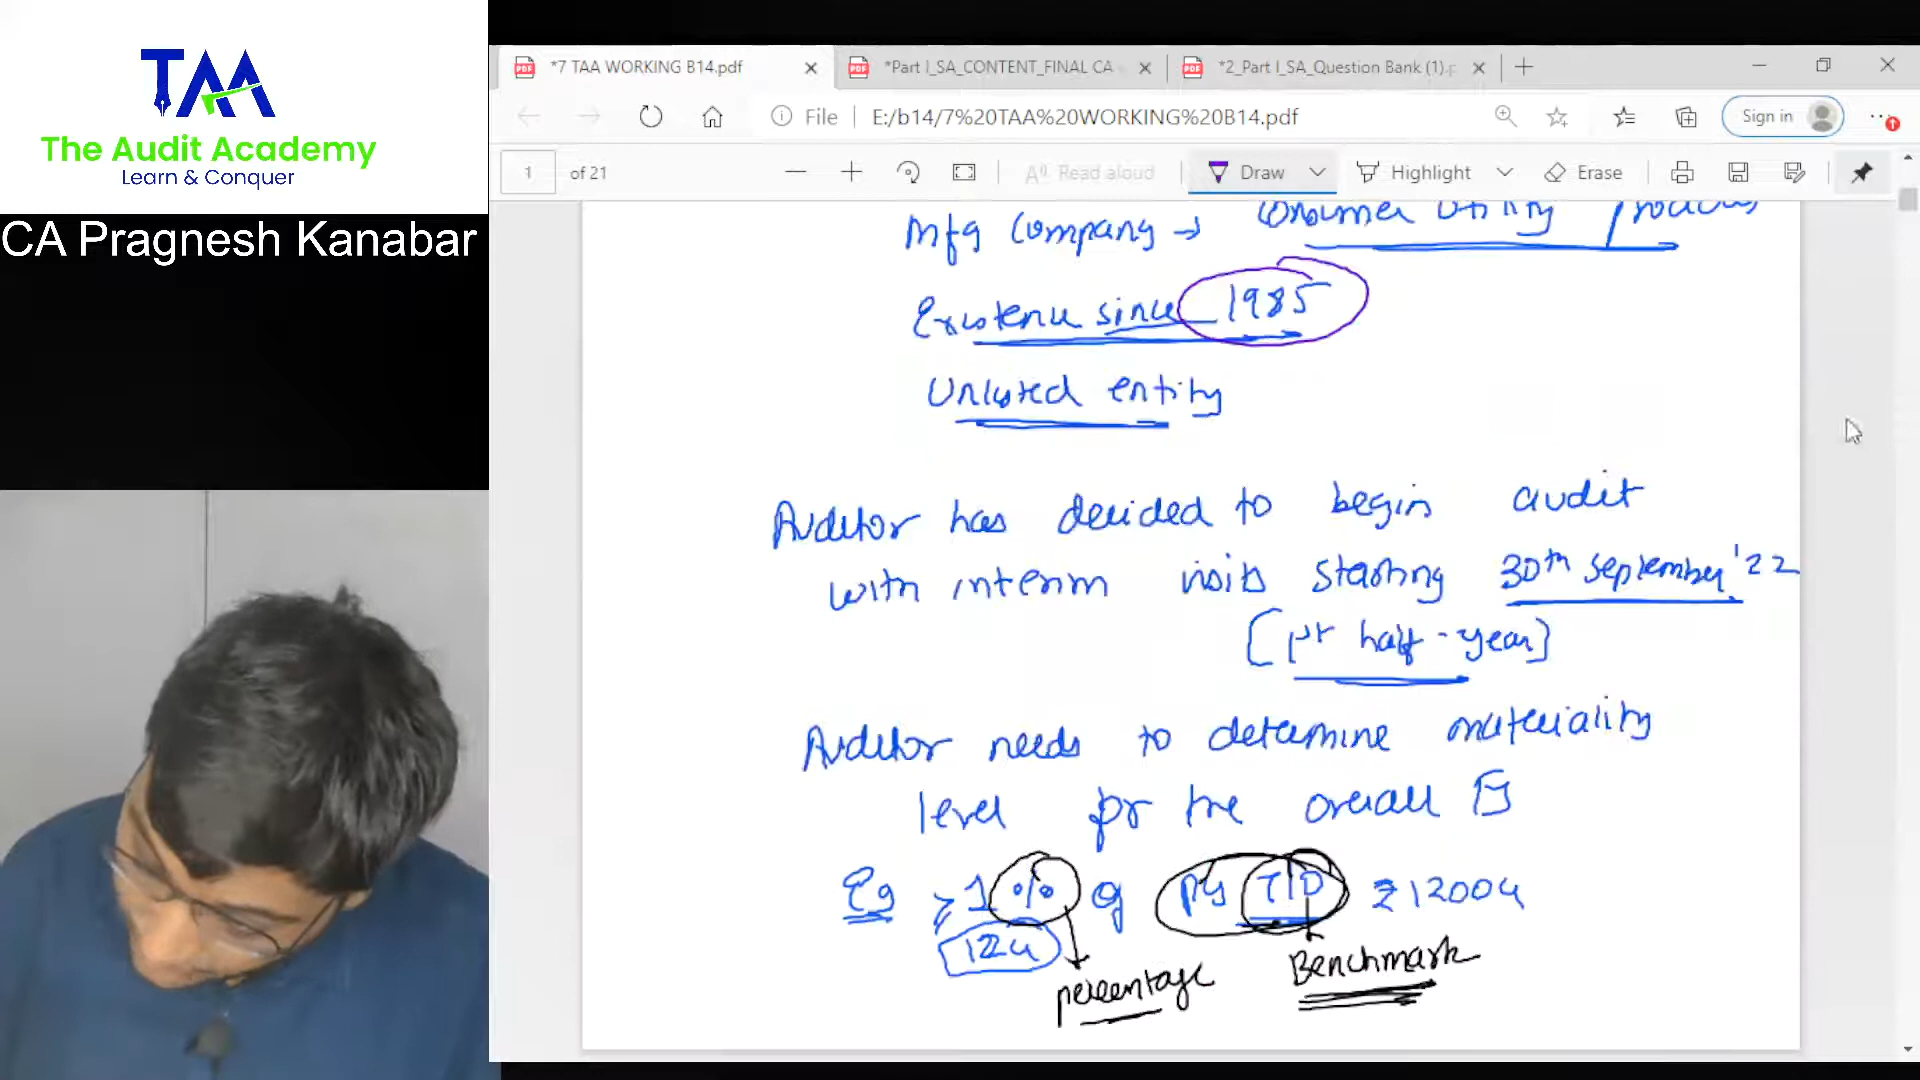 TAA
The Audit Academy
Learn & Conquer
CA Pragnesh Kanabar
*7 TAA WORKING B14.pdf
*Part I_SA_CONTENT_FINAL CA
*2_Part I_SA_Question Bank (1).p
File E:/b14/7%20TAA%20WORKING%20B14.pdf
Sign in
1 of 21
Read aloud
Draw
Highlight
Erase
Mfg Company → Consumer Utility Products
Existence since 1985
Unlisted entity
Auditor has decided to begin audit
with interim visits starting 30th September '22
[1st half-year]
Auditor needs to determine materiality
level for the overall FS
Eg > 1 % of PY T/O
12u
percentage
Benchmark